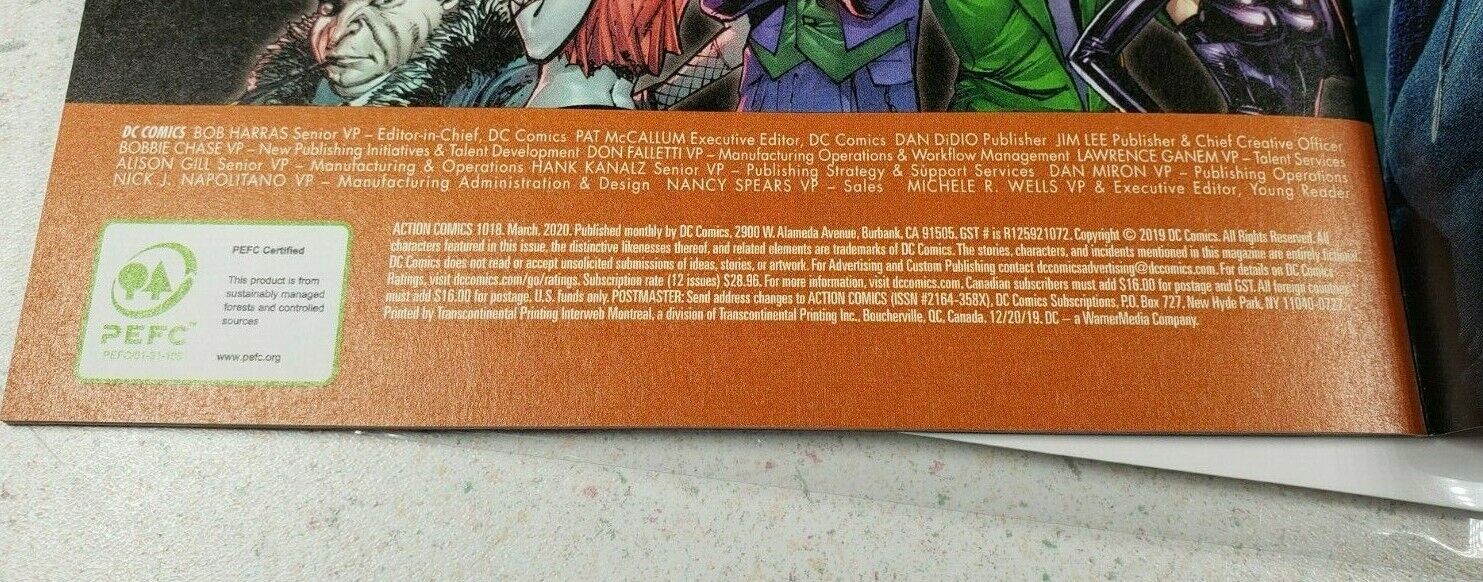 DC COMICS BOB HARRAS Senior VP – Editor-in-Chief, DC Comics PAT McCALLUM Executive Editor, DC Comics DAN DiDIO Publisher JIM LEE Publisher & Chief Creative Officer
BOBBIE CHASE VP – New Publishing Initiatives & Talent Development DON FALLETTI VP – Manufacturing Operations & Workflow Management LAWRENCE GANEM VP – Talent Services
ALISON GILL Senior VP – Manufacturing & Operations HANK KANALZ Senior VP – Publishing Strategy & Support Services DAN MIRON VP – Publishing Operations
NICK J. NAPOLITANO VP – Manufacturing Administration & Design NANCY SPEARS VP – Sales MICHELE R. WELLS VP & Executive Editor, Young Reader
PEFC Certified
This product is from
sustainably managed
forests and controlled
sources
PEFC™
www.pefc.org
ACTION COMICS 1018. March, 2020. Published monthly by DC Comics, 2900 W. Alameda Avenue, Burbank, CA 91505. GST # is R125921072. Copyright © 2019 DC Comics. All Rights Reserved. All
characters featured in this issue, the distinctive likenesses thereof, and related elements are trademarks of DC Comics. The stories, characters, and incidents mentioned in this magazine are entirely fictional.
DC Comics does not read or accept unsolicited submissions of ideas, stories, or artwork. For Advertising and Custom Publishing contact dccomicsadvertising@dccomics.com. For details on DC Comics
Ratings, visit dccomics.com/go/ratings. Subscription rate (12 issues) $28.96. For more information, visit dccomics.com. Canadian subscribers must add $16.00 for postage and GST. All foreign countries
must add $16.00 for postage. U.S. funds only. POSTMASTER: Send address changes to ACTION COMICS (ISSN #2164-358X), DC Comics Subscriptions, P.O. Box 727, New Hyde Park, NY 11040-0727.
Printed by Transcontinental Printing Interweb Montreal, a division of Transcontinental Printing Inc., Boucherville, QC, Canada. 12/20/19. DC – a WarnerMedia Company.